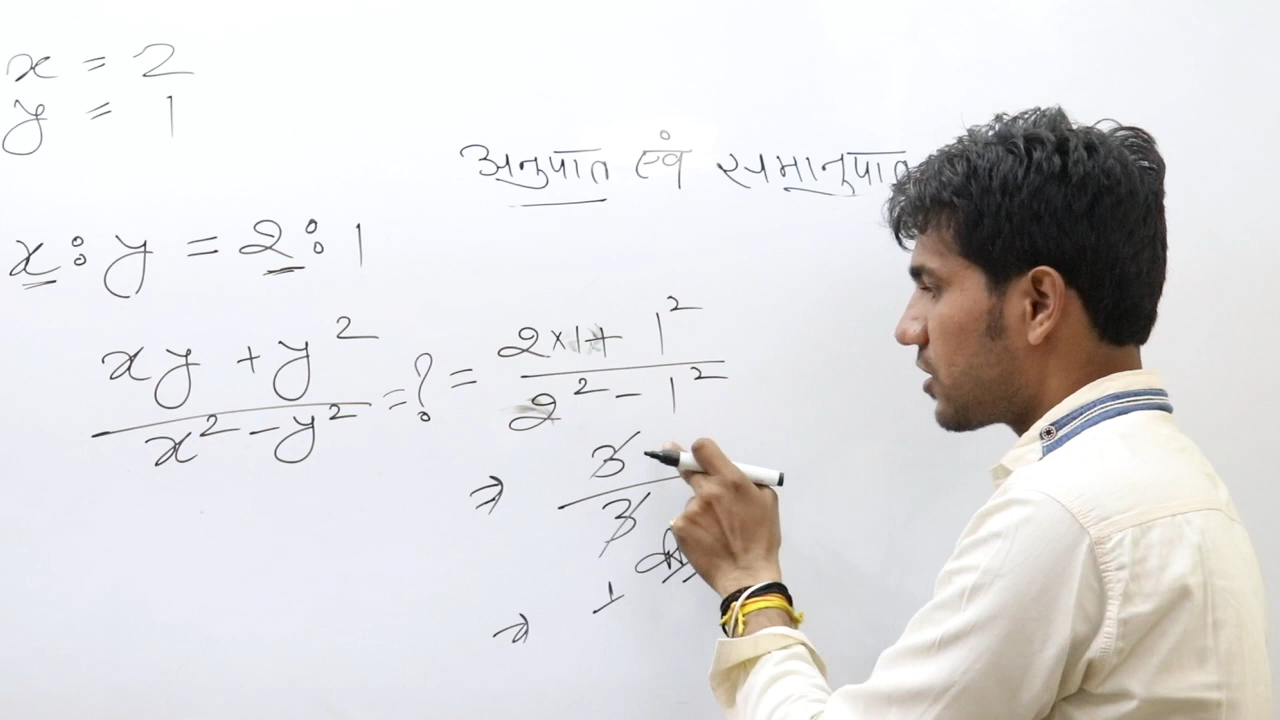 x = 2
y = 1
अनुपात एवं समानुपात
x : y = 2 : 1
xy + y² / x² - y² = ? = 2×1+ 1² / 2² - 1²
⇒ 3 / 3
⇒ 1